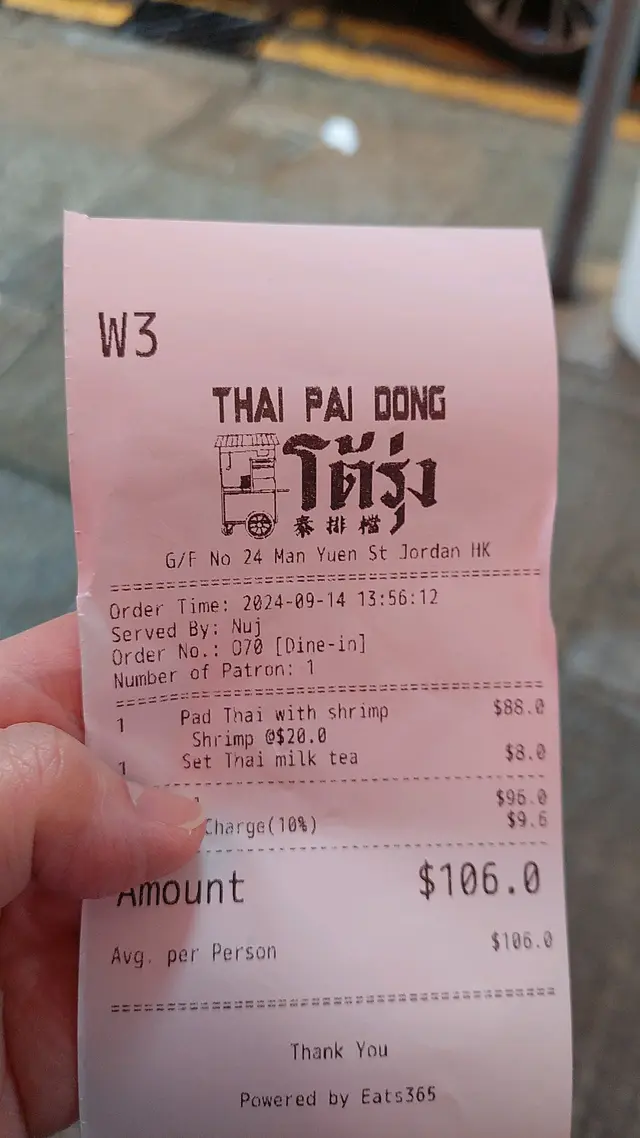 W3
THAI PAI DONG
โต้รุ่ง
泰排檔
G/F No 24 Man Yuen St Jordan HK
Order Time: 2024-09-14 13:56:12
Served By: Nuj
Order No.: 070 [Dine-in]
Number of Patron: 1
1 Pad Thai with shrimp $88.0
Shrimp @$20.0
1 Set Thai milk tea $8.0
$96.0
Charge(10%) $9.6
Amount $106.0
Avg. per Person $106.0
Thank You
Powered by Eats365